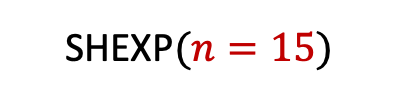 SHEXP(n = 15)